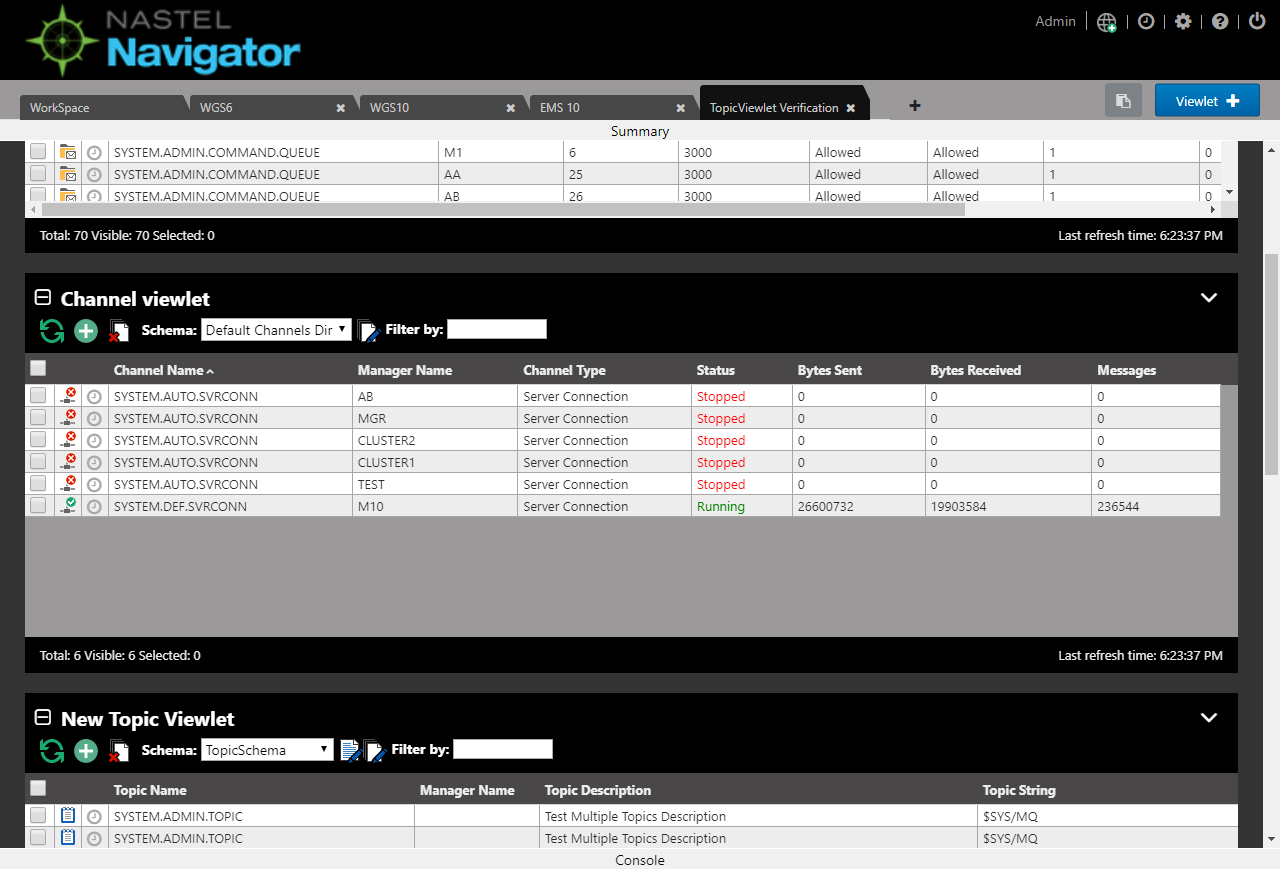 NASTEL
Navigator
Admin
WorkSpace WGS6 WGS10 EMS 10 TopicViewlet Verification Viewlet
Summary
SYSTEM.ADMIN.COMMAND.QUEUE M1 6 3000 Allowed Allowed 1 0
SYSTEM.ADMIN.COMMAND.QUEUE AA 25 3000 Allowed Allowed 1 0
SYSTEM.ADMIN.COMMAND.QUEUE AB 26 3000 Allowed Allowed 1 0
Total: 70 Visible: 70 Selected: 0 Last refresh time: 6:23:37 PM
Channel viewlet
Schema: Default Channels Dir Filter by:
Channel Name Manager Name Channel Type Status Bytes Sent Bytes Received Messages
SYSTEM.AUTO.SVRCONN AB Server Connection Stopped 0 0 0
SYSTEM.AUTO.SVRCONN MGR Server Connection Stopped 0 0 0
SYSTEM.AUTO.SVRCONN CLUSTER2 Server Connection Stopped 0 0 0
SYSTEM.AUTO.SVRCONN CLUSTER1 Server Connection Stopped 0 0 0
SYSTEM.AUTO.SVRCONN TEST Server Connection Stopped 0 0 0
SYSTEM.DEF.SVRCONN M10 Server Connection Running 26600732 19903584 236544
Total: 6 Visible: 6 Selected: 0 Last refresh time: 6:23:37 PM
New Topic Viewlet
Schema: TopicSchema Filter by:
Topic Name Manager Name Topic Description Topic String
SYSTEM.ADMIN.TOPIC Test Multiple Topics Description $SYS/MQ
SYSTEM.ADMIN.TOPIC Test Multiple Topics Description $SYS/MQ
Console